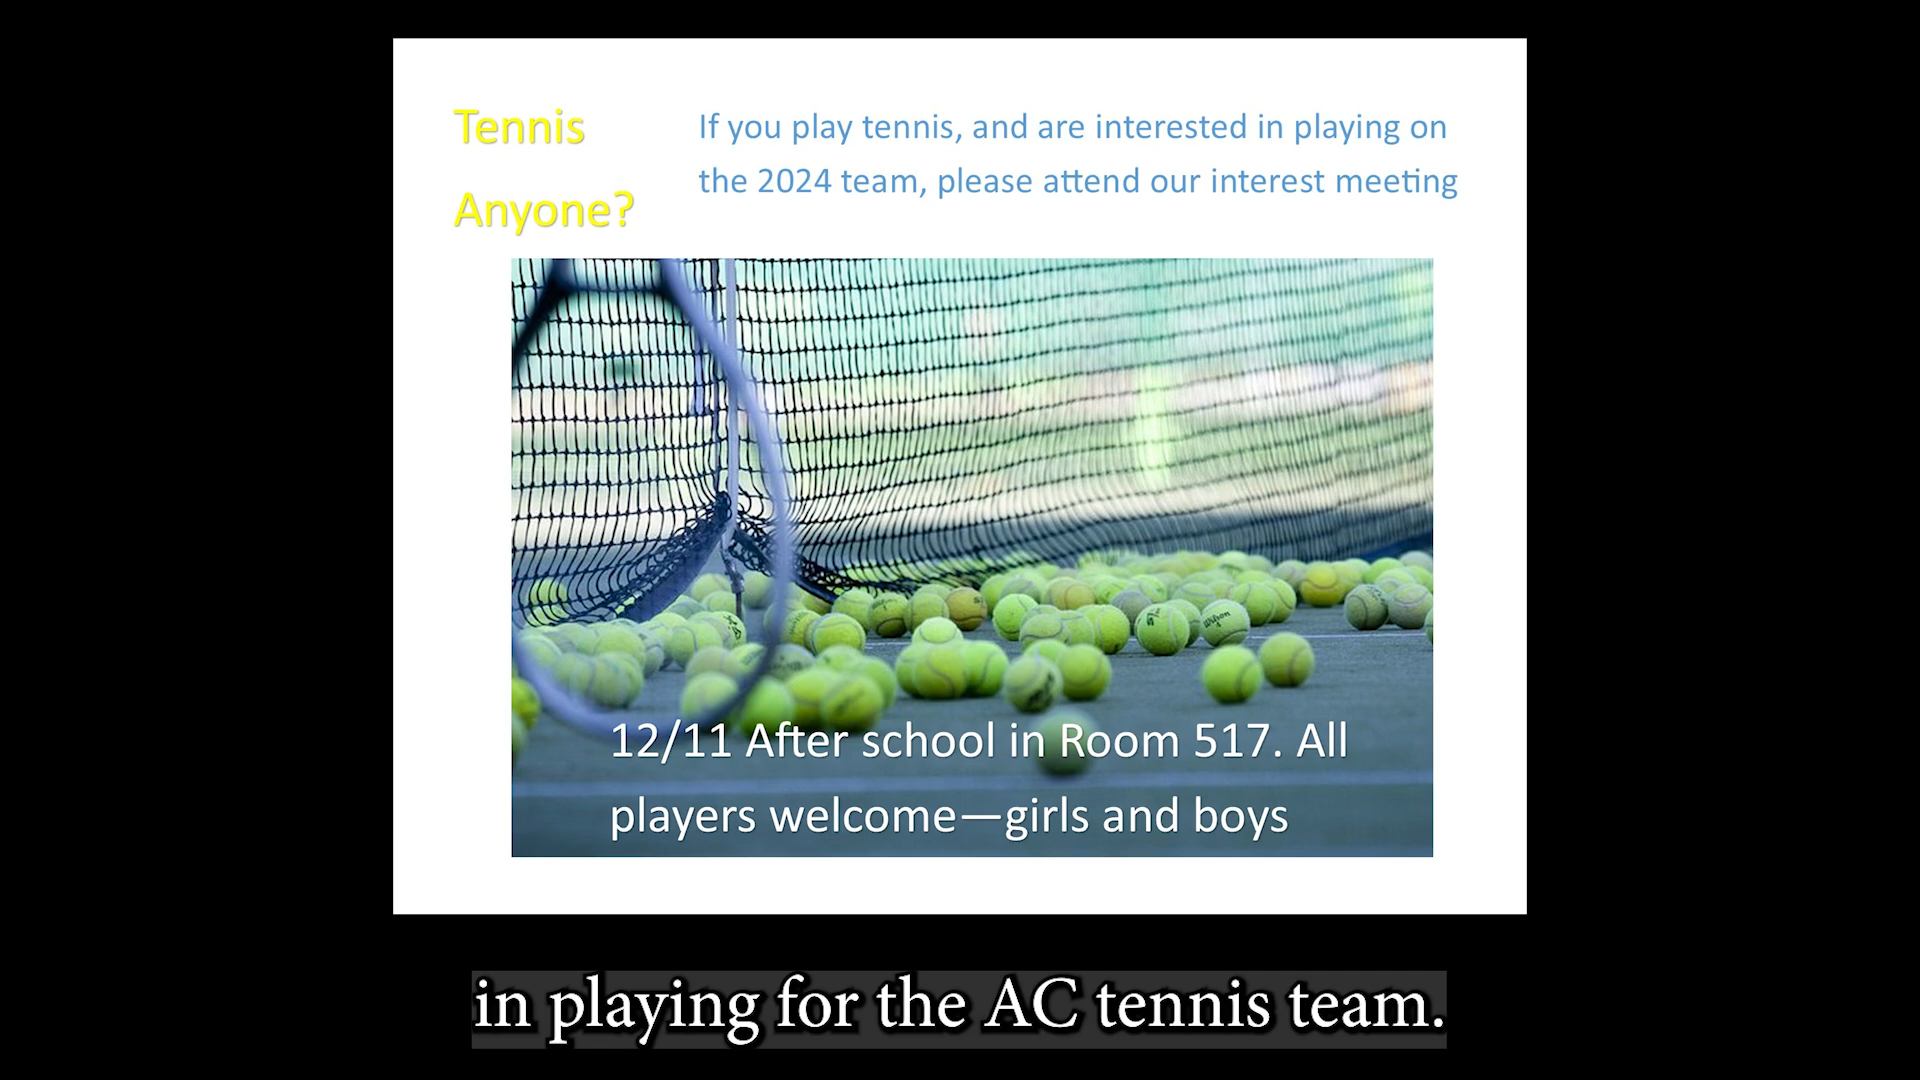 Tennis
Anyone?
If you play tennis, and are interested in playing on
the 2024 team, please attend our interest meeting
Wilson
12/11 After school in Room 517. All
players welcome—girls and boys
in playing for the AC tennis team.